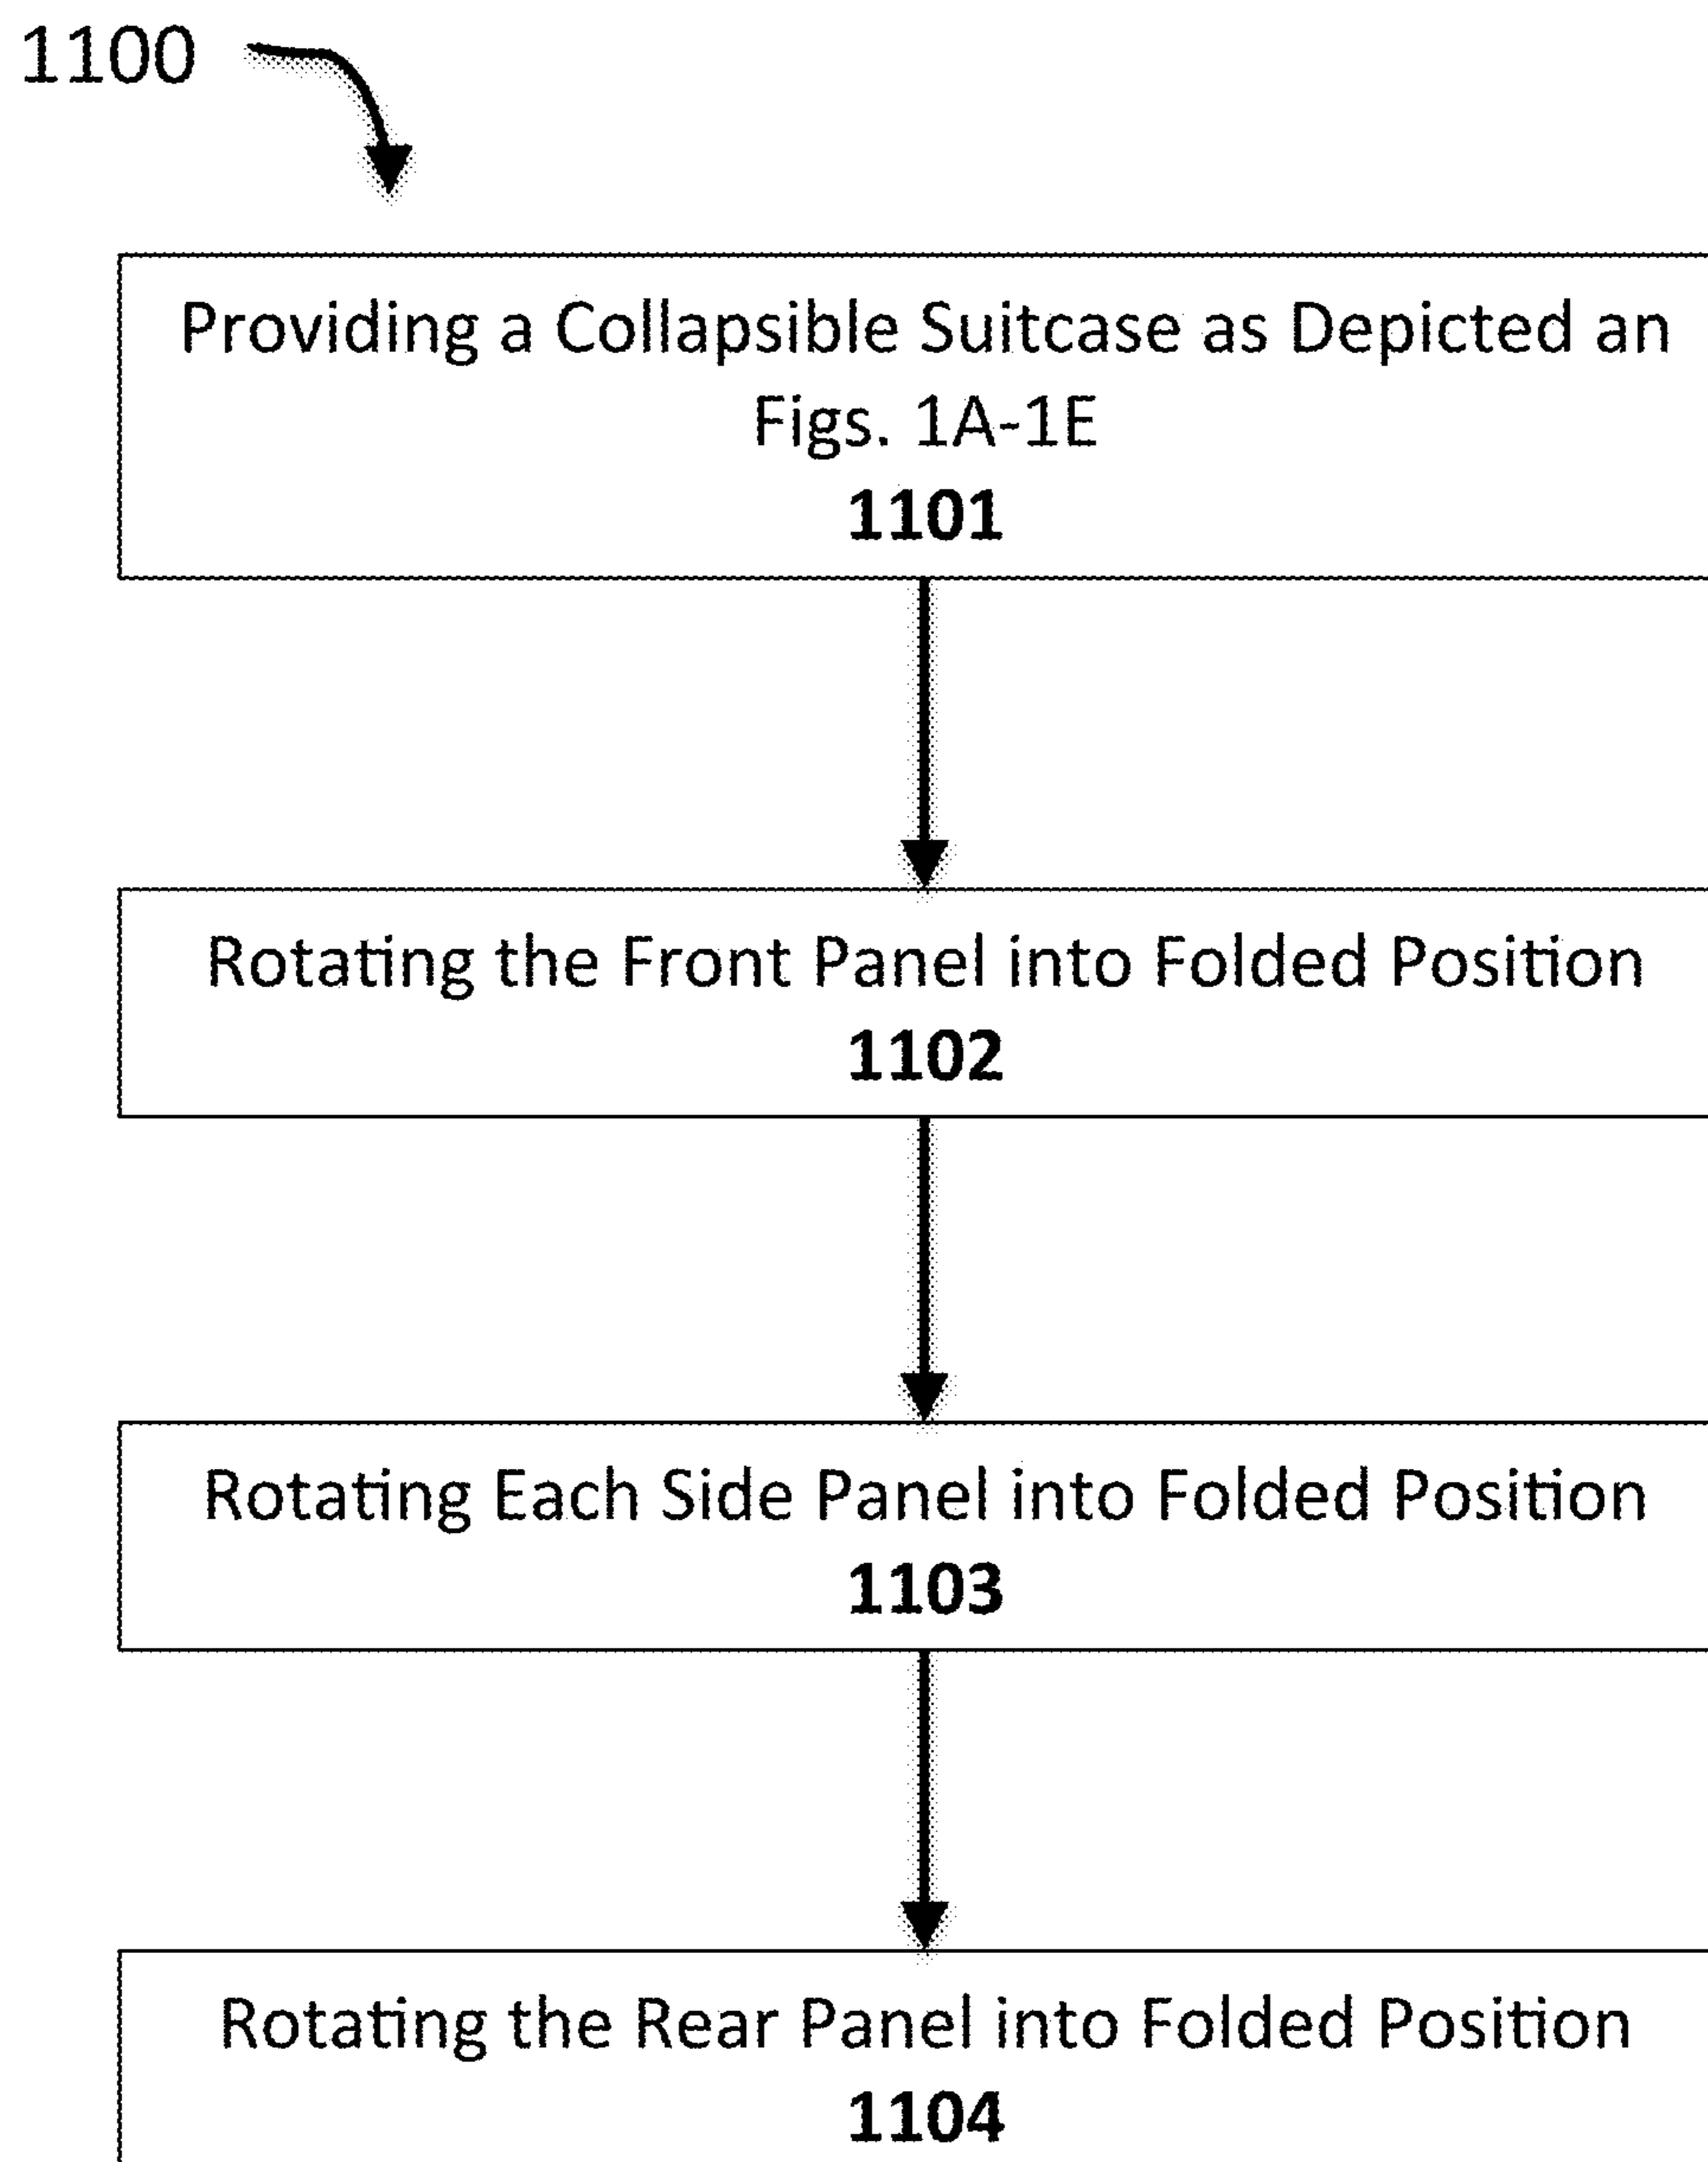 1100
Providing a Collapsible Suitcase as Depicted an
Figs. 1A-1E
1101
Rotating the Front Panel into Folded Position
1102
Rotating Each Side Panel into Folded Position
1103
Rotating the Rear Panel into Folded Position
1104